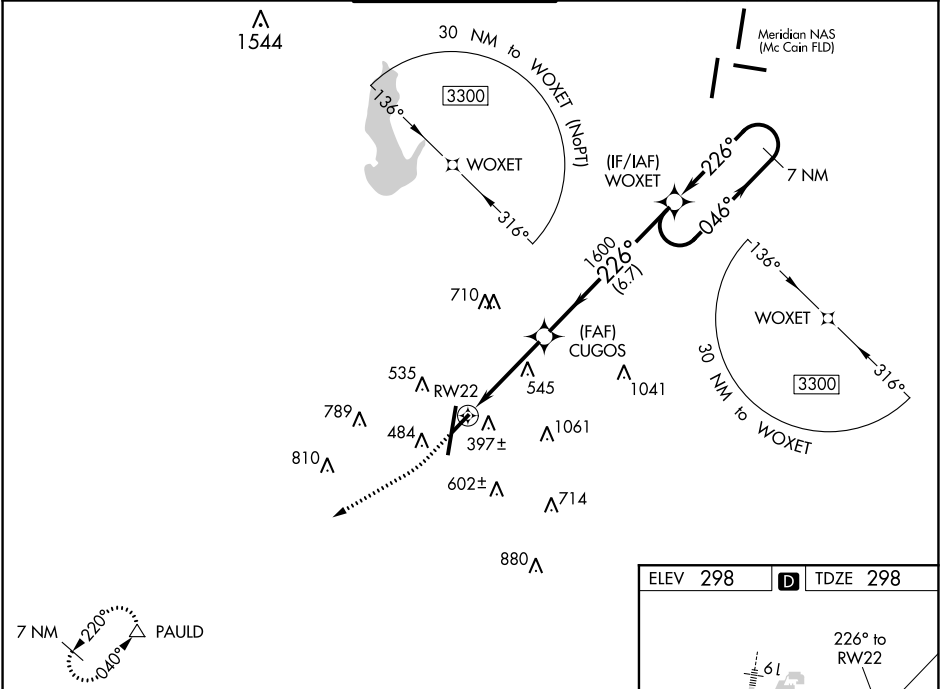 1544
30 NM to WOXET (NoPT)
Meridian NAS
(Mc Cain FLD)
136°
3300
WOXET
316°
(IF/IAF)
WOXET
226°
7 NM
046°
1600
226°
(6.7)
136°
WOXET
316°
3300
30 NM to WOXET
710
(FAF)
CUGOS
535
RW22
545
1041
789
484
397±
1061
810
602±
714
880
7 NM
220°
040°
PAULD
ELEV 298
D
TDZE 298
226° to
RW22
19